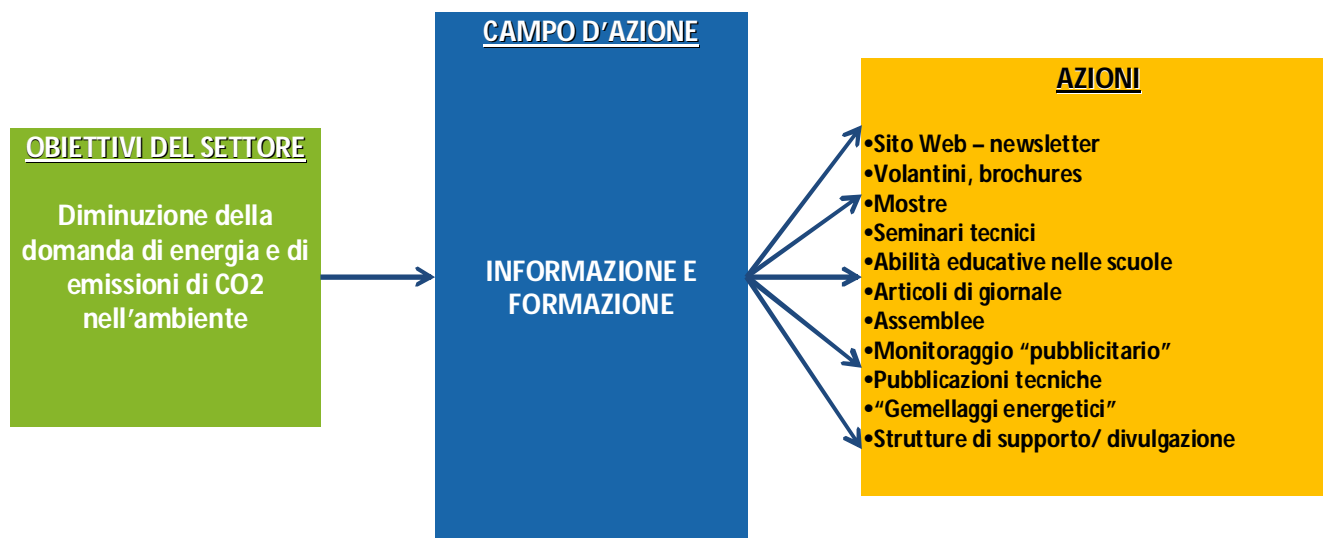 OBIETTIVI DEL SETTORE
Diminuzione della
domanda di energia e di
emissioni di CO2
nell'ambiente
CAMPO D'AZIONE
INFORMAZIONE E
FORMAZIONE
AZIONI
•Sito Web – newsletter
•Volantini, brochures
•Mostre
•Seminari tecnici
•Abilità educative nelle scuole
•Articoli di giornale
•Assemblee
•Monitoraggio "pubblicitario"
•Pubblicazioni tecniche
•"Gemellaggi energetici"
•Strutture di supporto/ divulgazione